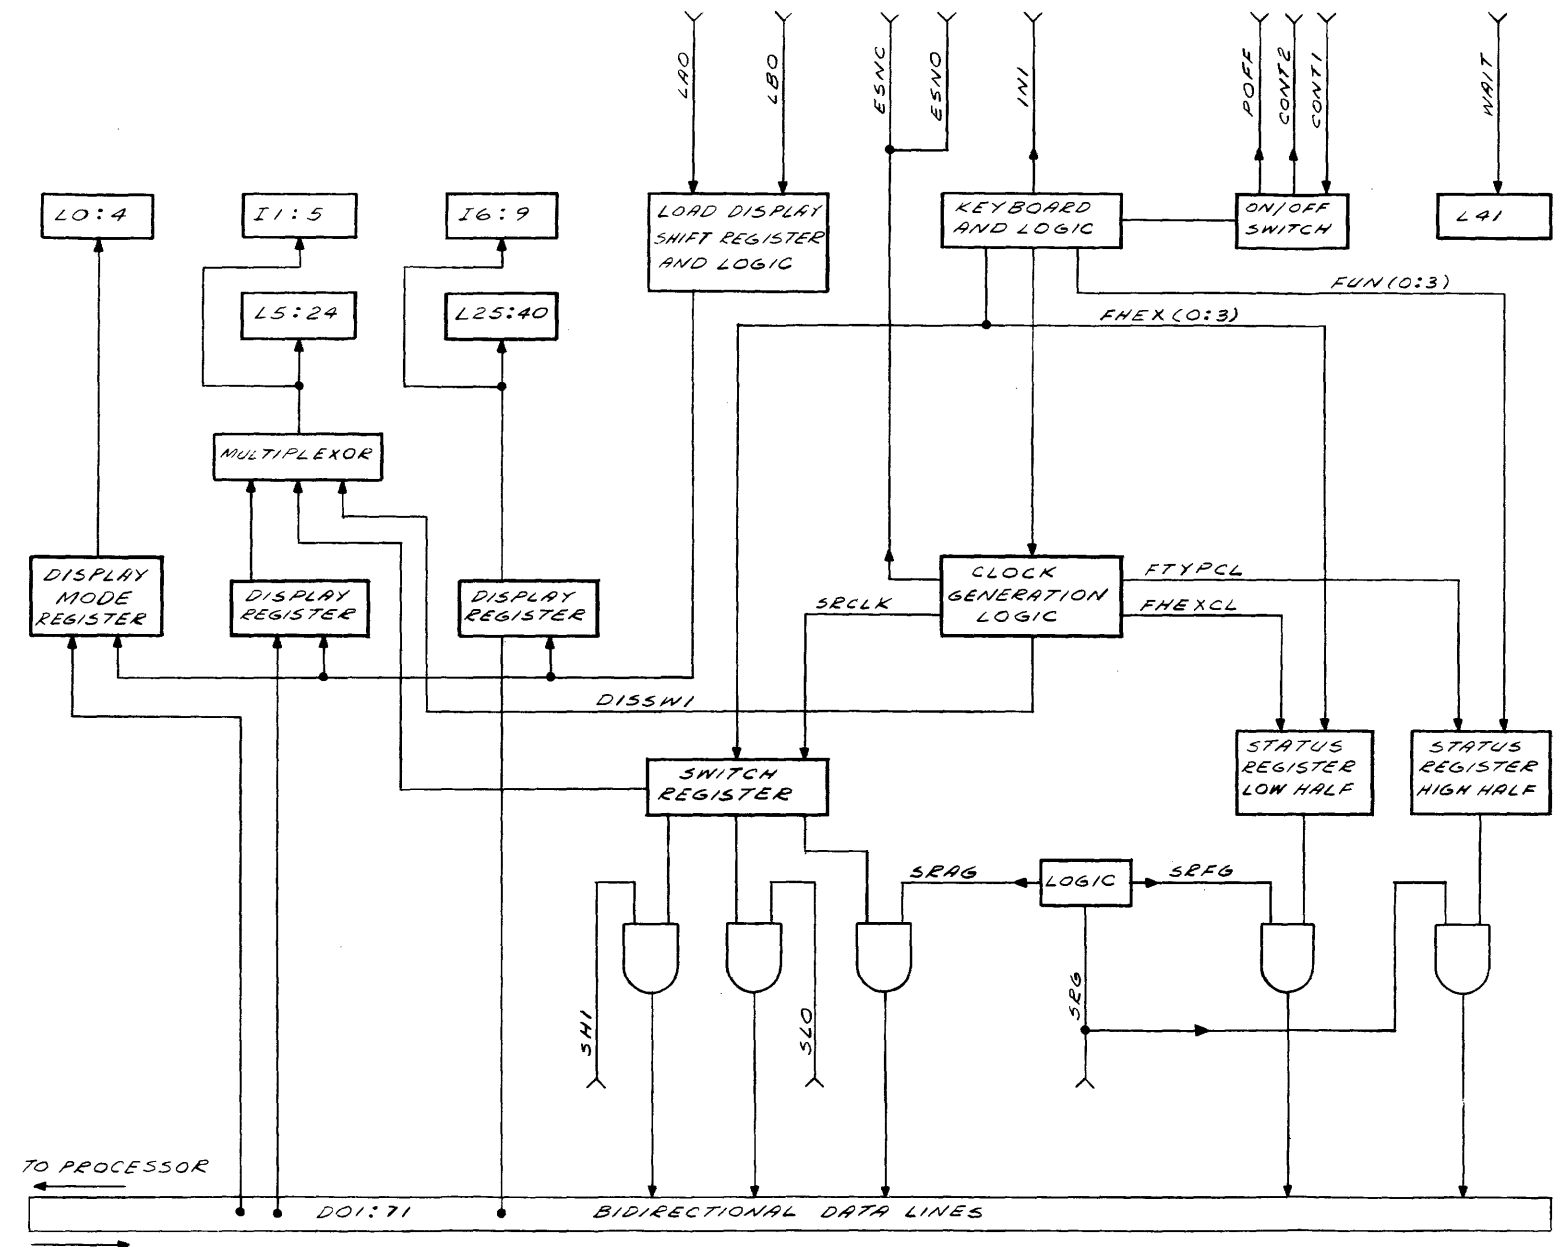 LAO
LBO
ESNC
ESNO
INI
POFF
CONT2
CONT1
WAIT
LO:4
I1:5
I6:9
LOAD DISPLAY
SHIFT REGISTER
AND LOGIC
KEYBOARD
AND LOGIC
ON/OFF
SWITCH
L41
FUN(0:3)
L5:24
L25:40
FHEX(0:3)
MULTIPLEXOR
DISPLAY
MODE
REGISTER
DISPLAY
REGISTER
DISPLAY
REGISTER
CLOCK
GENERATION
LOGIC
FTYPCL
SRCLK
FHEXCL
DISSWI
SWITCH
REGISTER
STATUS
REGISTER
LOW HALF
STATUS
REGISTER
HIGH HALF
SRAG
LOGIC
SRFG
SHI
SLO
SRG
TO PROCESSOR
DO1:71
BIDIRECTIONAL DATA LINES